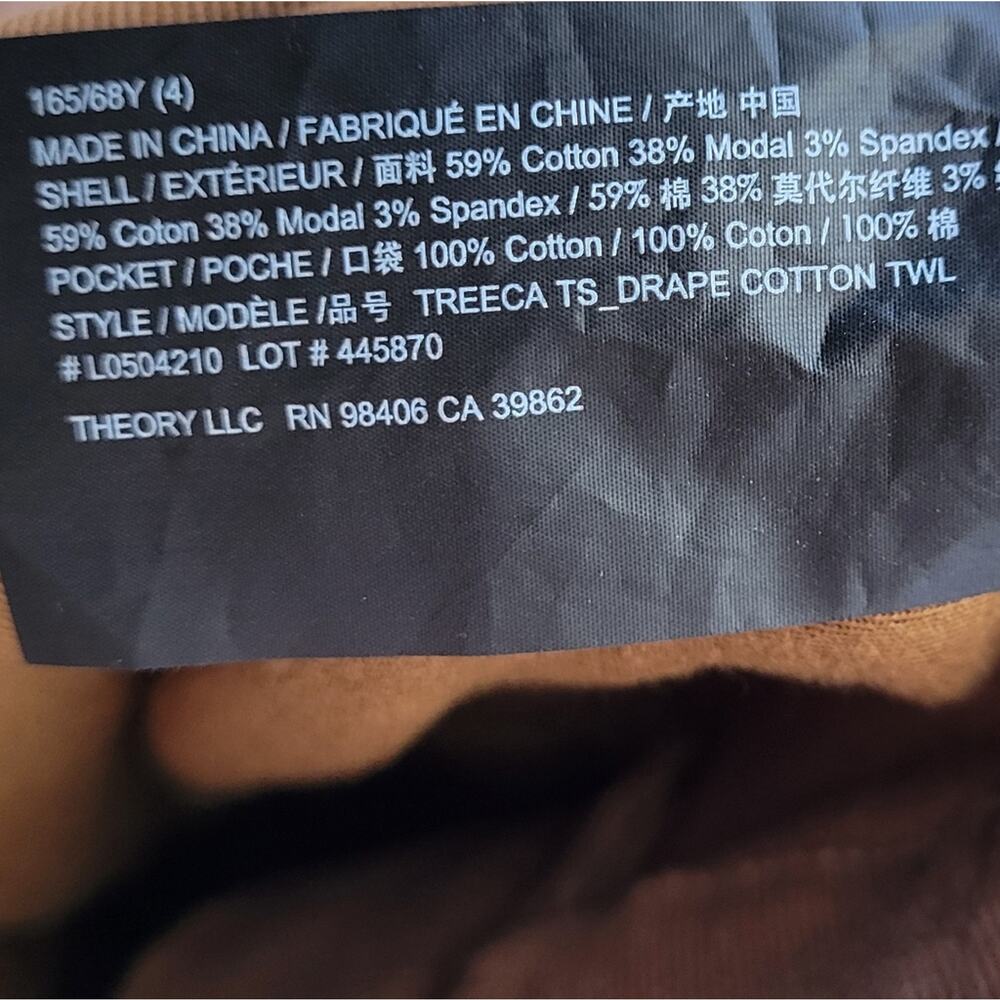 165/68Y (4)
MADE IN CHINA / FABRIQUÉ EN CHINE / 产地 中国
SHELL / EXTÉRIEUR / 面料 59% Cotton 38% Modal 3% Spandex /
59% Coton 38% Modal 3% Spandex / 59% 棉 38% 莫代尔纤维 3%
POCKET / POCHE / 口袋 100% Cotton / 100% Coton / 100% 棉
STYLE / MODÈLE /品号 TREECA TS_DRAPE COTTON TWL
# L0504210 LOT # 445870
THEORY LLC RN 98406 CA 39862